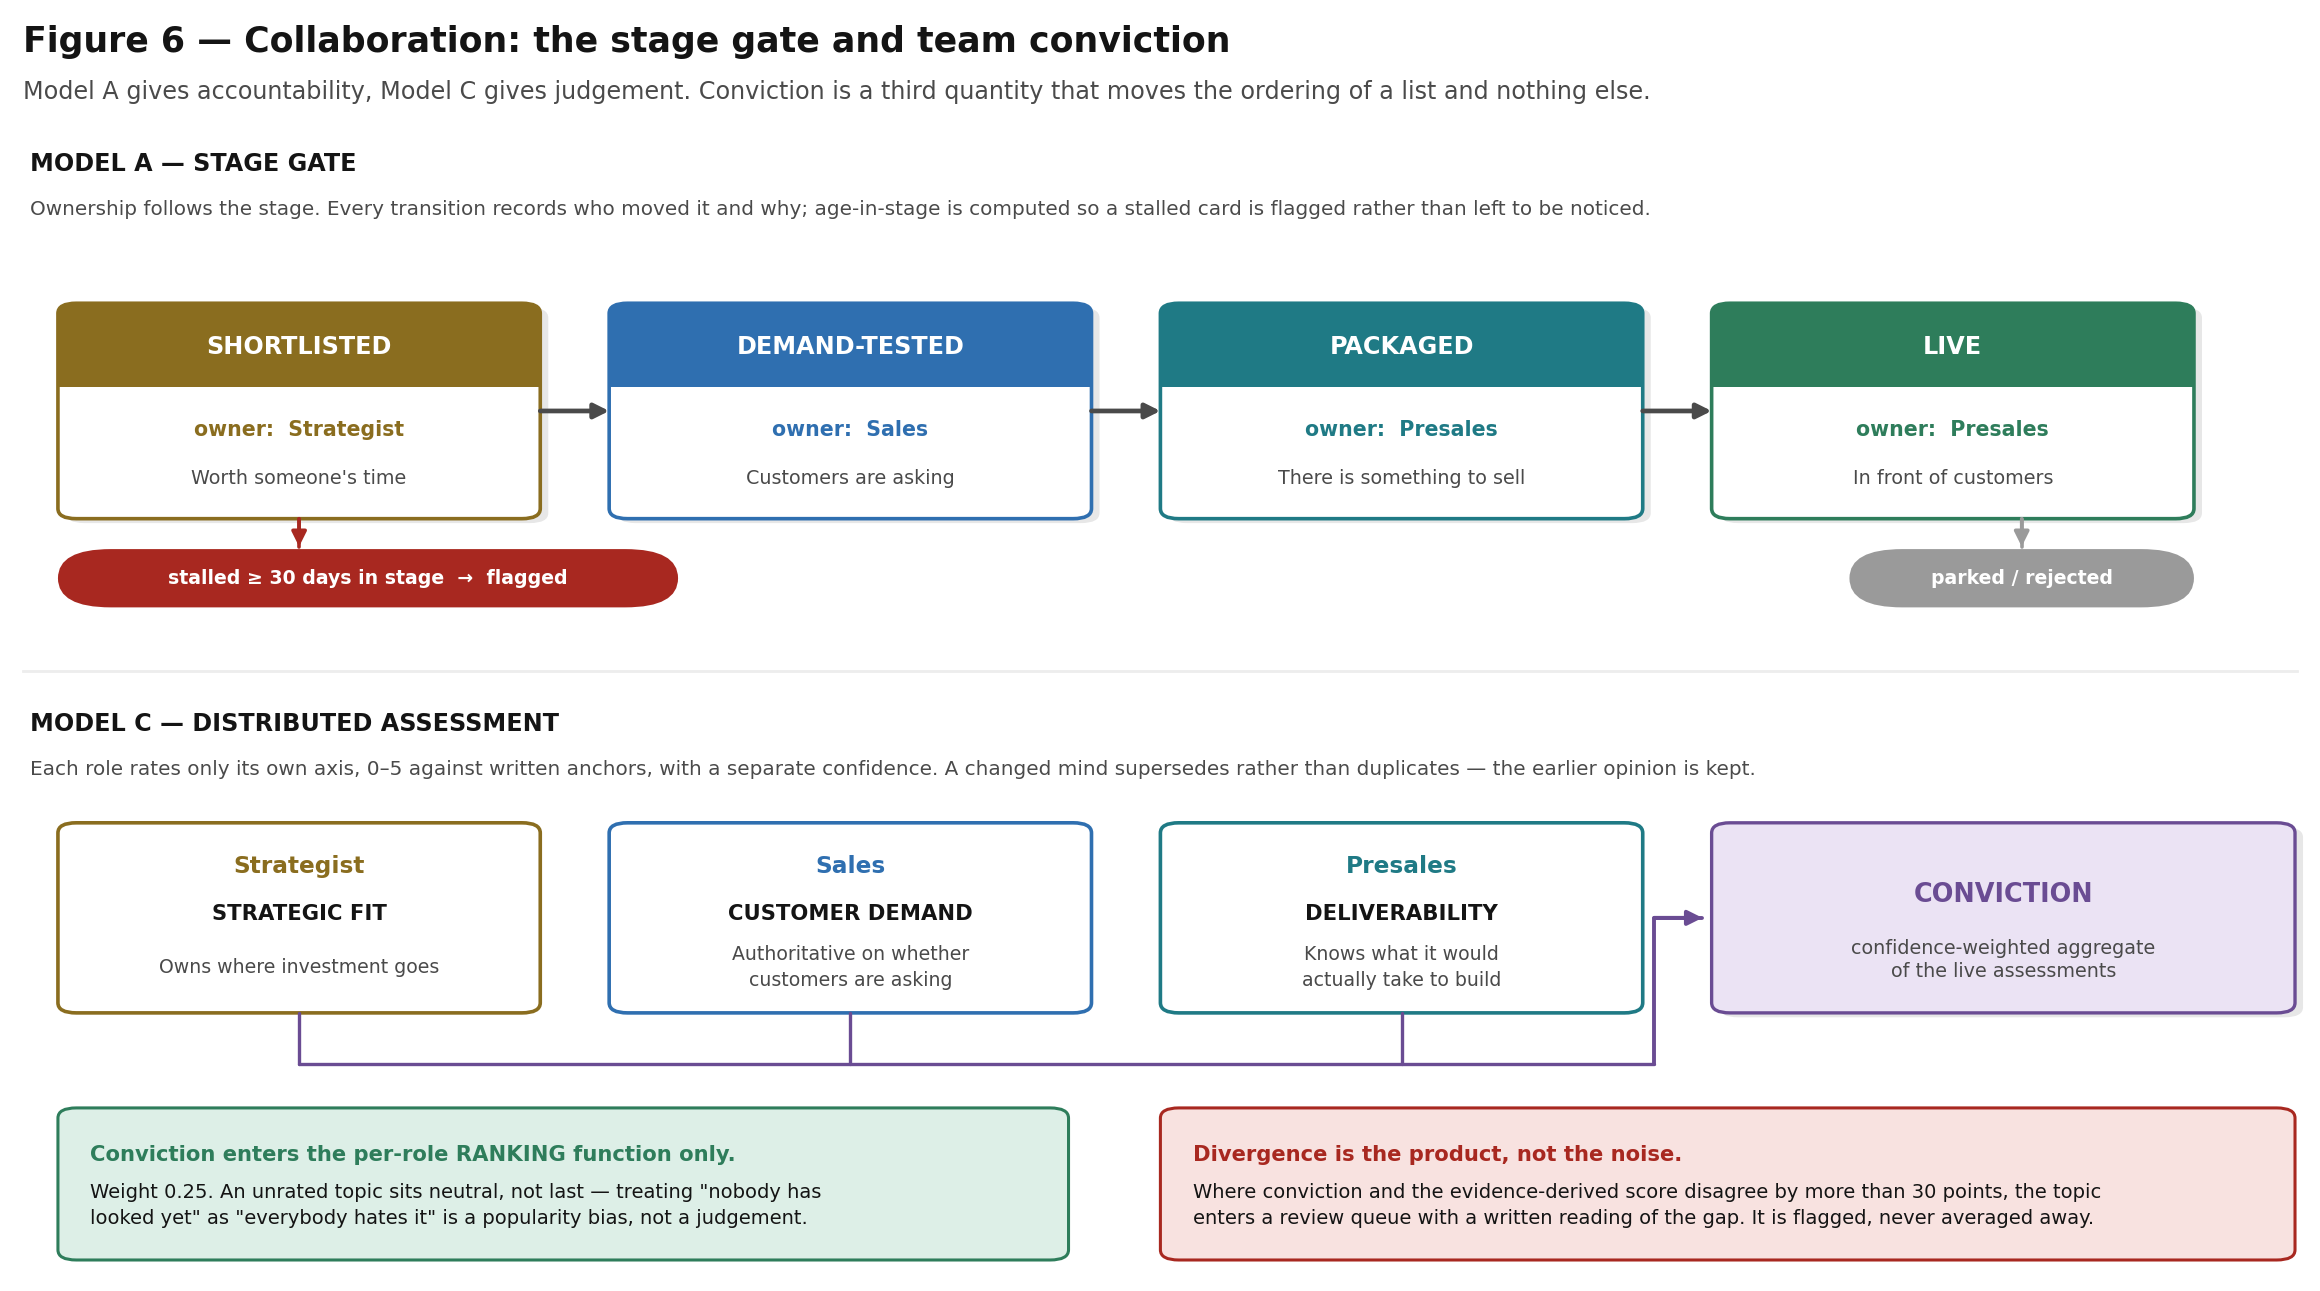 Figure 6 — Collaboration: the stage gate and team conviction
Model A gives accountability, Model C gives judgement. Conviction is a third quantity that moves the ordering of a list and nothing else.
MODEL A — STAGE GATE
Ownership follows the stage. Every transition records who moved it and why; age-in-stage is computed so a stalled card is flagged rather than left to be noticed.
SHORTLISTED
owner: Strategist
Worth someone's time
DEMAND-TESTED
owner: Sales
Customers are asking
PACKAGED
owner: Presales
There is something to sell
LIVE
owner: Presales
In front of customers
stalled ≥ 30 days in stage → flagged
parked / rejected
MODEL C — DISTRIBUTED ASSESSMENT
Each role rates only its own axis, 0–5 against written anchors, with a separate confidence. A changed mind supersedes rather than duplicates — the earlier opinion is kept.
Strategist
STRATEGIC FIT
Owns where investment goes
Sales
CUSTOMER DEMAND
Authoritative on whether
customers are asking
Presales
DELIVERABILITY
Knows what it would
actually take to build
CONVICTION
confidence-weighted aggregate
of the live assessments
Conviction enters the per-role RANKING function only.
Weight 0.25. An unrated topic sits neutral, not last — treating "nobody has
looked yet" as "everybody hates it" is a popularity bias, not a judgement.
Divergence is the product, not the noise.
Where conviction and the evidence-derived score disagree by more than 30 points, the topic
enters a review queue with a written reading of the gap. It is flagged, never averaged away.